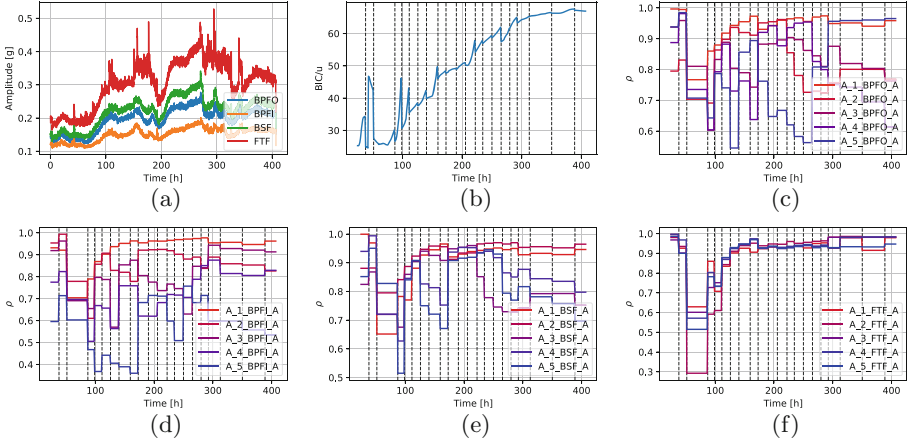 0.5
0.4
0.3
0.2
0.1
Amplitude [g]
BPFO
BPFI
BSF
FTF
0 100 200 300 400
Time [h]
(a)
60
50
40
30
BIC/u
100 200 300 400
Time [h]
(b)
1.0
0.9
0.8
0.7
0.6
ρ
A_1_BPFO_A
A_2_BPFO_A
A_3_BPFO_A
A_4_BPFO_A
A_5_BPFO_A
100 200 300 400
Time [h]
(c)
1.0
0.9
0.8
0.7
0.6
0.5
0.4
ρ
A_1_BPFI_A
A_2_BPFI_A
A_3_BPFI_A
A_4_BPFI_A
A_5_BPFI_A
100 200 300 400
Time [h]
(d)
1.0
0.9
0.8
0.7
0.6
0.5
ρ
A_1_BSF_A
A_2_BSF_A
A_3_BSF_A
A_4_BSF_A
A_5_BSF_A
100 200 300 400
Time [h]
(e)
1.0
0.9
0.8
0.7
0.6
0.5
0.4
0.3
ρ
A_1_FTF_A
A_2_FTF_A
A_3_FTF_A
A_4_FTF_A
A_5_FTF_A
100 200 300 400
Time [h]
(f)